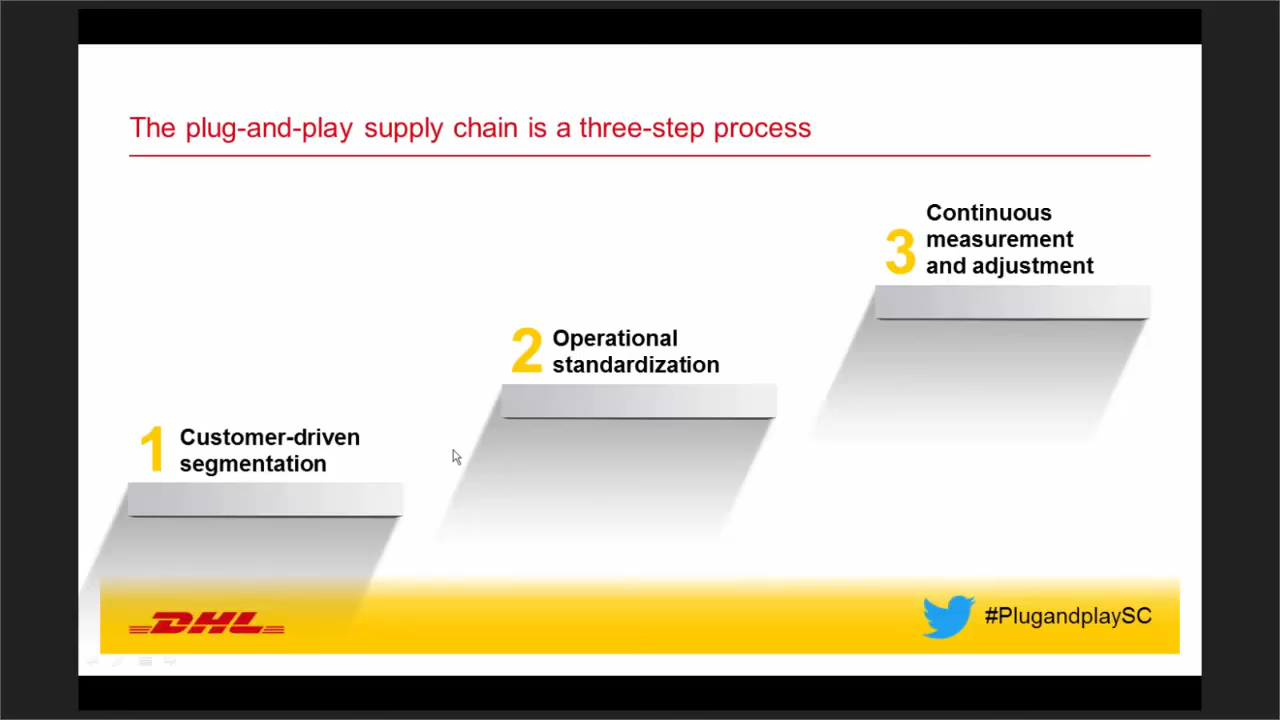 The plug-and-play supply chain is a three-step process
1 Customer-driven
segmentation
2 Operational
standardization
3 Continuous
measurement
and adjustment
DHL
#PlugandplaySC